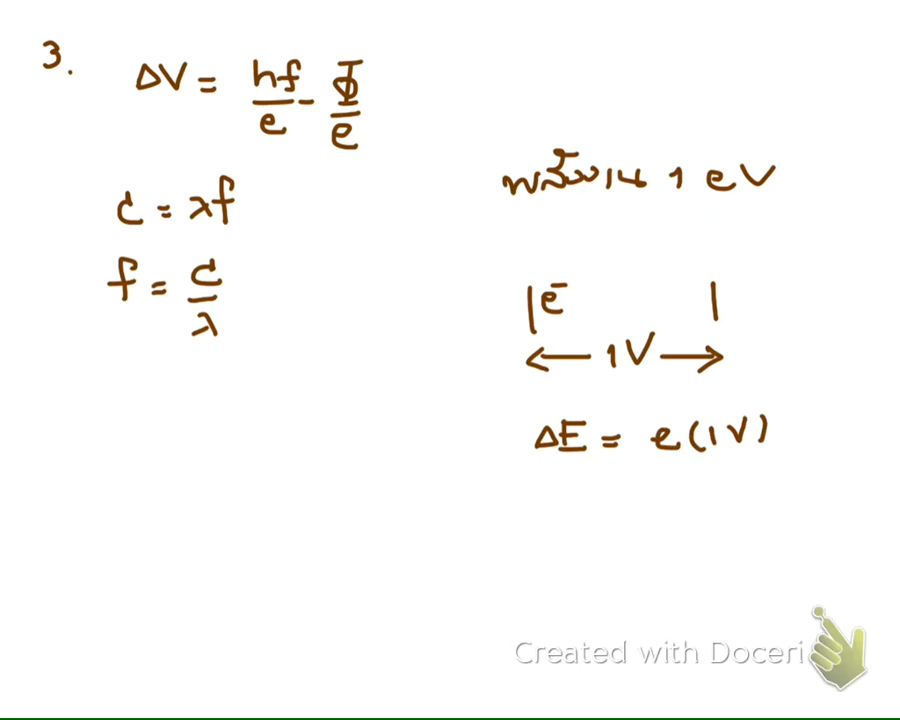 3.
ΔV = hf/e - Φ/e
c = λf
f = c/λ
พลังงาน 1 eV
|e⁻ |
← 1V →
ΔE = e(1V)
Created with Doceri